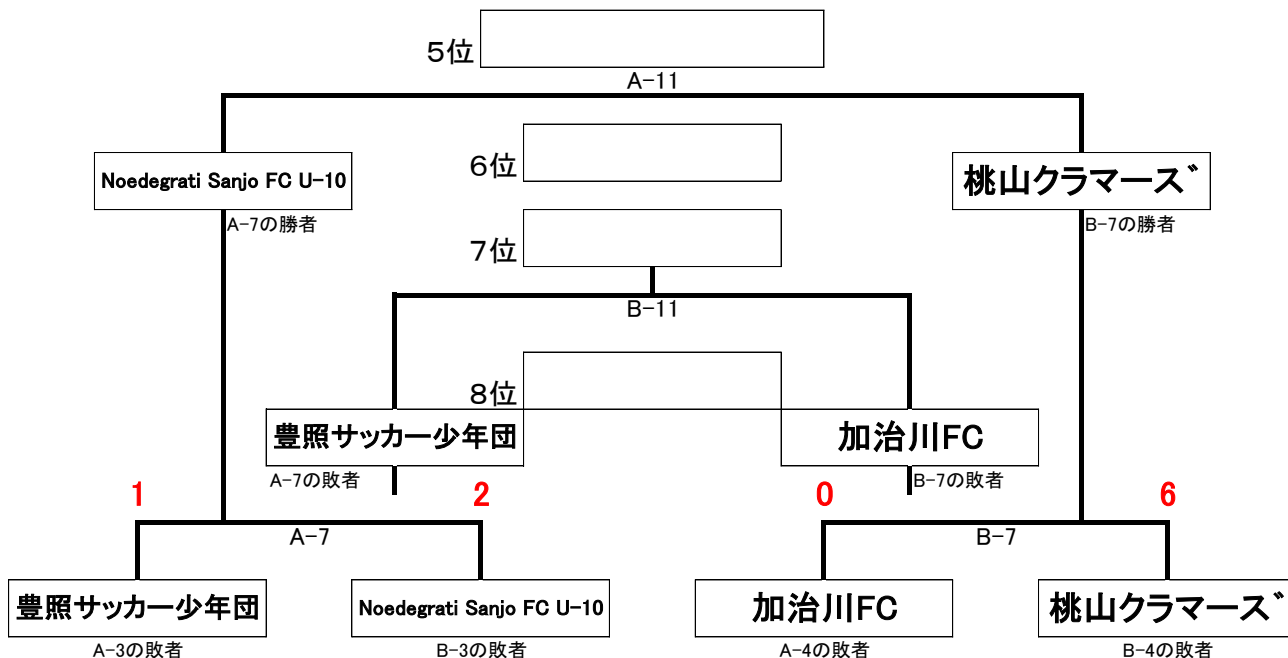 5位
A-11
6位
Noedegrati Sanjo FC U-10
桃山クラマーズ
A-7の勝者
B-7の勝者
7位
B-11
8位
豊照サッカー少年団
加治川FC
A-7の敗者
B-7の敗者
1
2
0
6
A-7
B-7
豊照サッカー少年団
Noedegrati Sanjo FC U-10
加治川FC
桃山クラマーズ
A-3の敗者
B-3の敗者
A-4の敗者
B-4の敗者